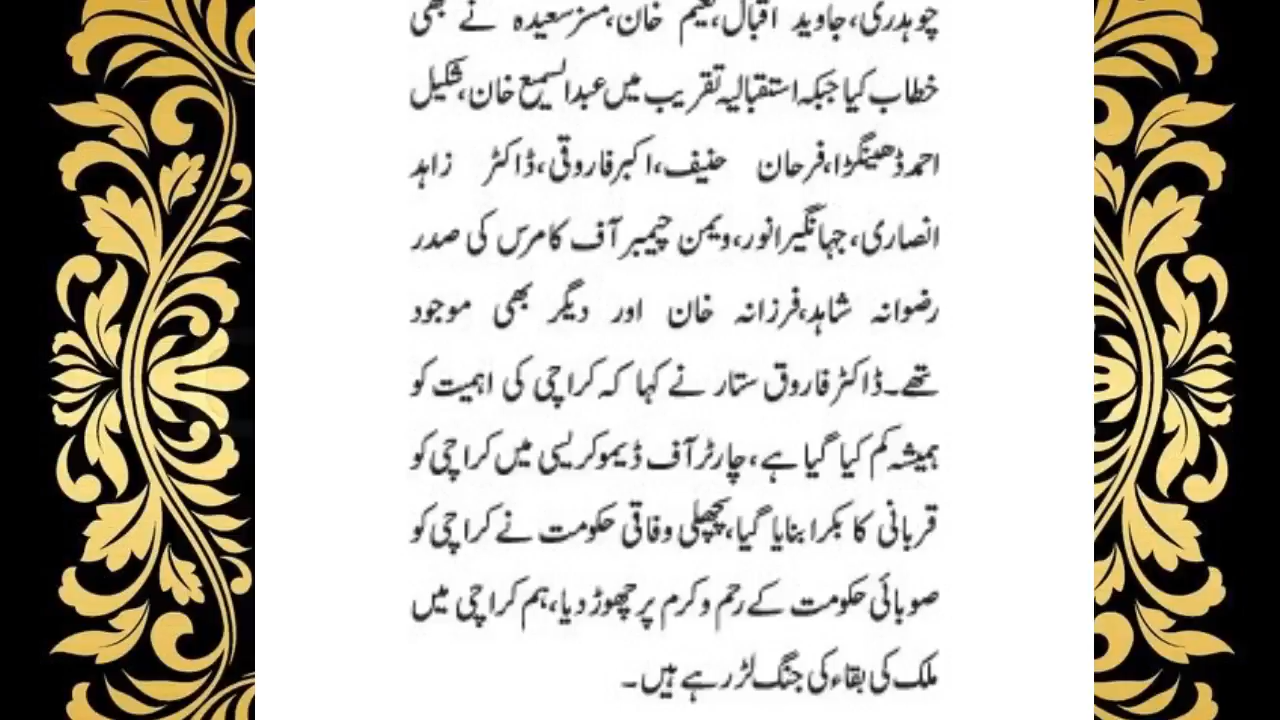 چوہدری، جاوید اقبال، نعیم خان، مسز سعیدہ نے بھی
خطاب کیا جبکہ استقبالیہ تقریب میں عبدالسمیع خان، شکیل
احمد ڈھینگڑا، فرحان حنیف، اکبر فاروقی، ڈاکٹر زاہد
انصاری، جہانگیر انور، ویمن چیمبر آف کامرس کی صدر
رضوانہ شاہد، فرزانہ خان اور دیگر بھی موجود
تھے۔ ڈاکٹر فاروق ستار نے کہا کہ کراچی کی اہمیت کو
ہمیشہ کم کیا گیا ہے، چارٹر آف ڈیموکریسی میں کراچی کو
قربانی کا بکرا بنایا گیا، پچھلی وفاقی حکومت نے کراچی کو
صوبائی حکومت کے رحم و کرم پر چھوڑ دیا، ہم کراچی میں
ملک کی بقاء کی جنگ لڑ رہے ہیں۔